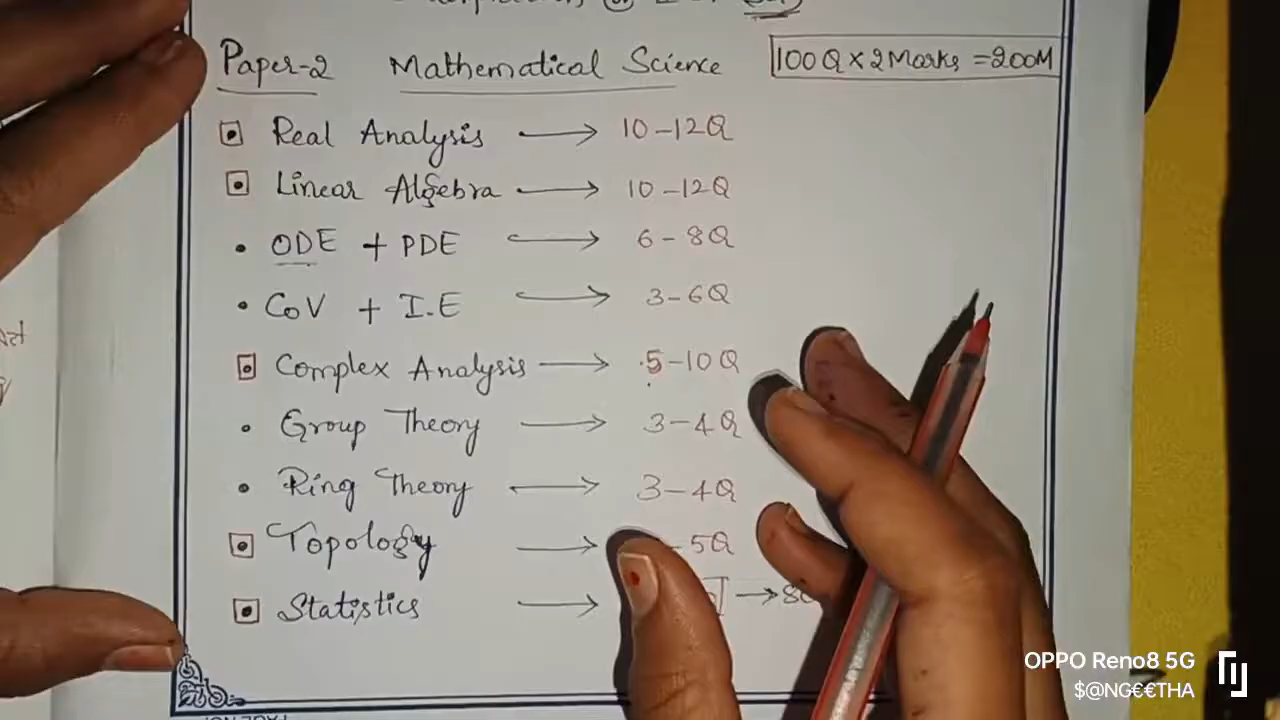 Paper-2 Mathematical Science 100Q×2Marks=200M
Real Analysis → 10-12Q
Linear Algebra → 10-12Q
ODE + PDE → 6-8Q
CoV + I.E → 3-6Q
Complex Analysis → 5-10Q
Group Theory → 3-4Q
Ring Theory → 3-4Q
Topology → - 5Q
Statistics → →
OPPO Reno8 5G
$@NG€€THA